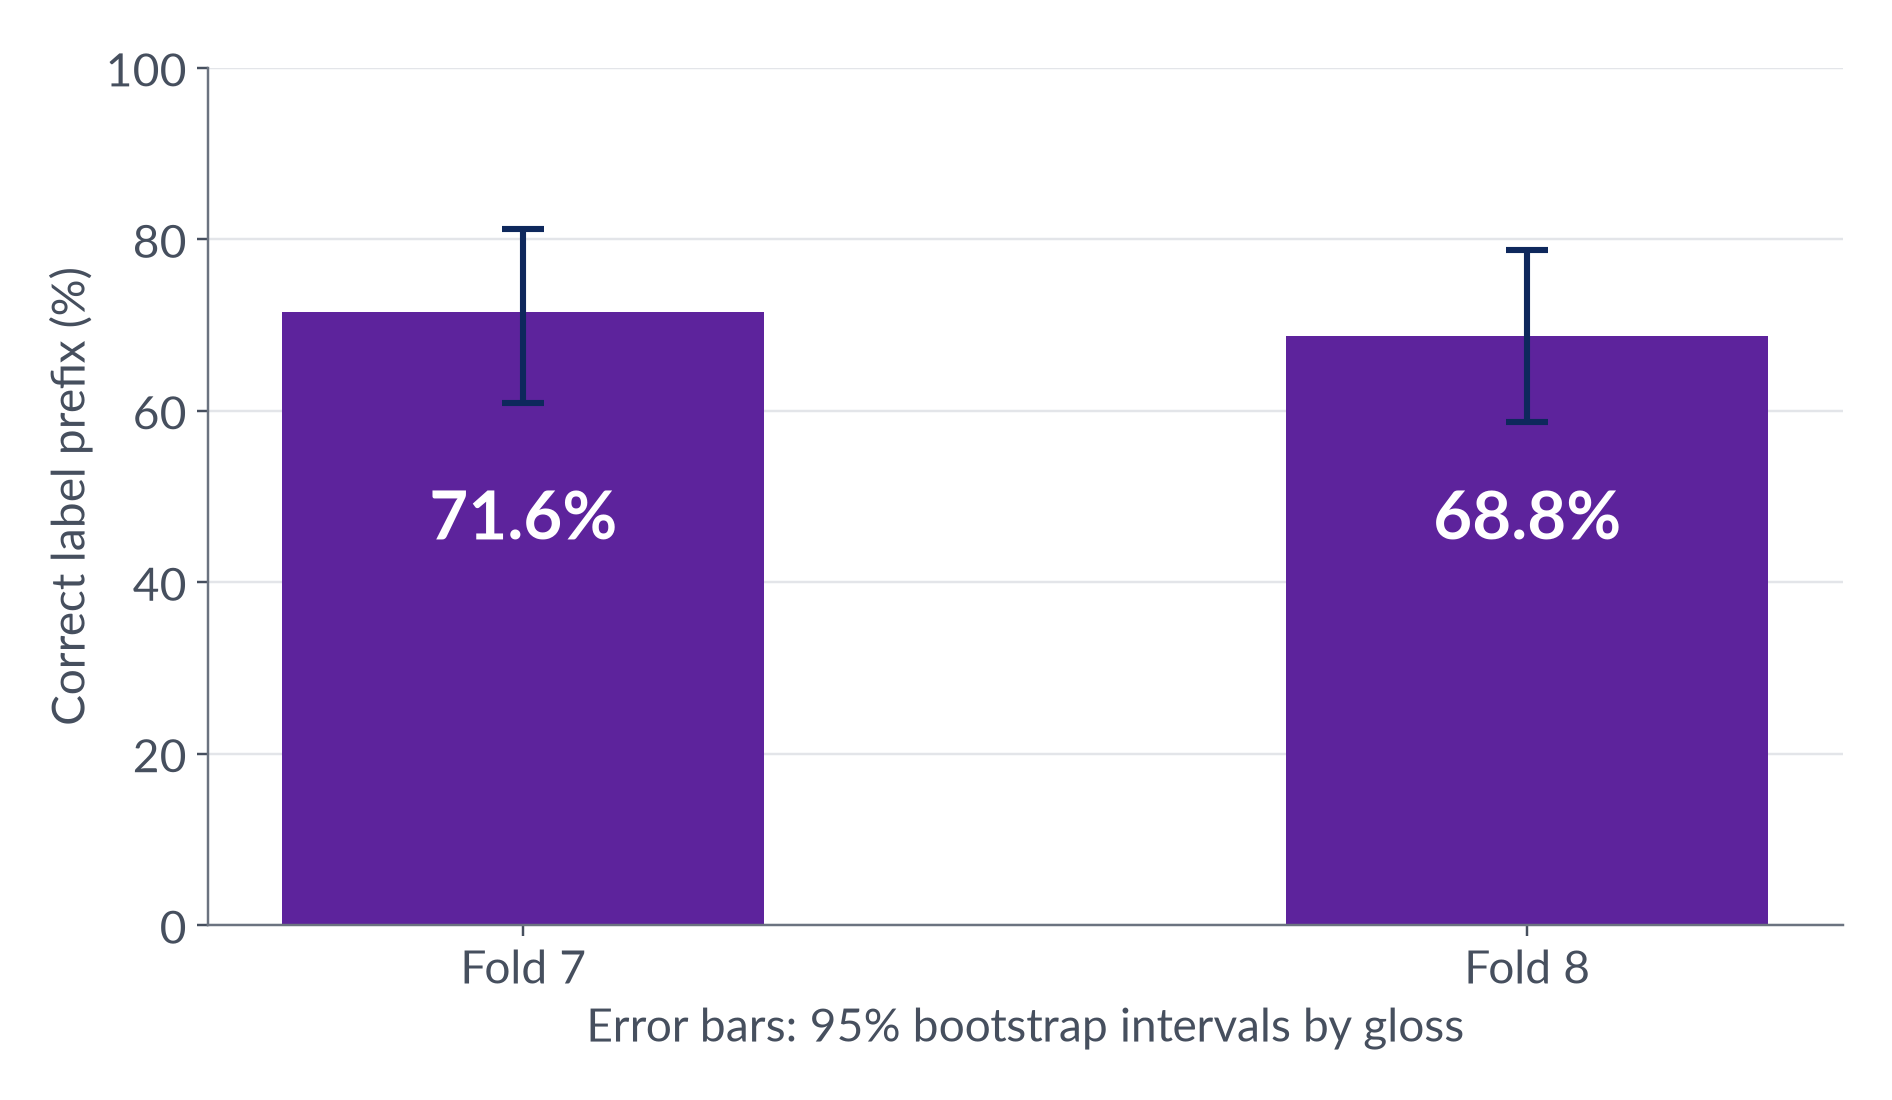 100
80
60
40
20
0
Correct label prefix (%)
71.6%
68.8%
Fold 7
Fold 8
Error bars: 95% bootstrap intervals by gloss